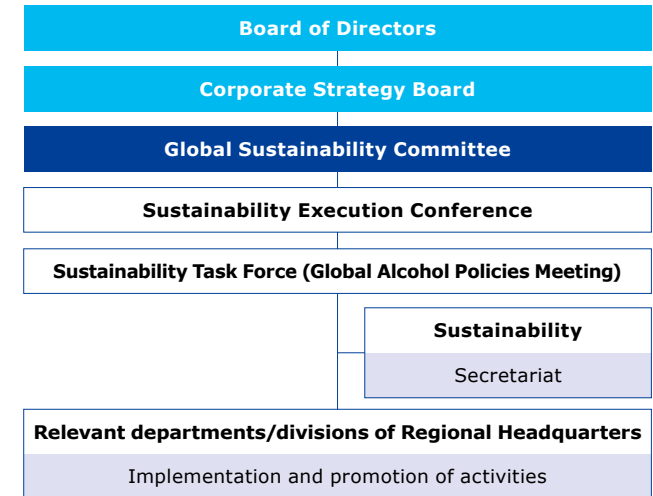 Board of Directors
Corporate Strategy Board
Global Sustainability Committee
Sustainability Execution Conference
Sustainability Task Force (Global Alcohol Policies Meeting)
Sustainability
Secretariat
Relevant departments/divisions of Regional Headquarters
Implementation and promotion of activities